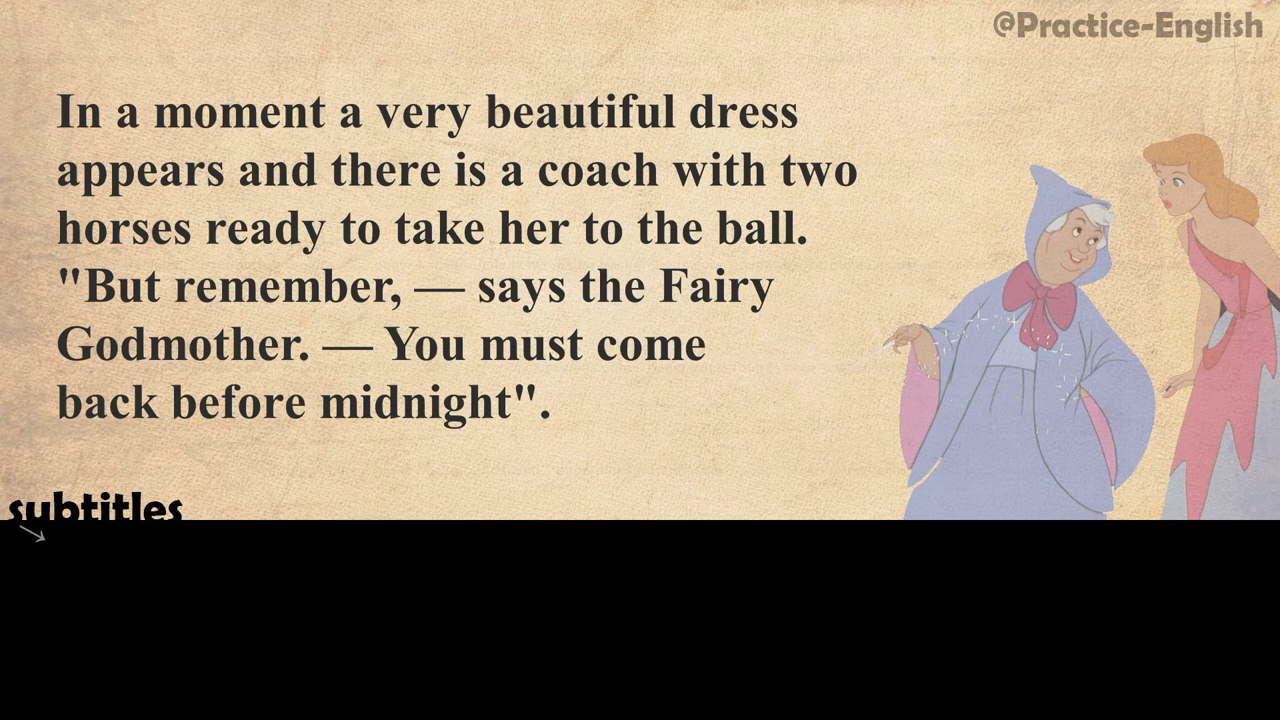 @Practice-English
In a moment a very beautiful dress
appears and there is a coach with two
horses ready to take her to the ball.
"But remember, — says the Fairy
Godmother. — You must come
back before midnight".
subtitles